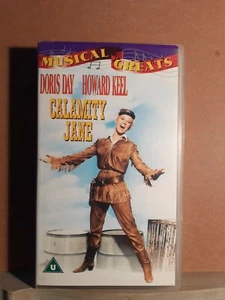 MUSICAL GREATS
DORIS DAY HOWARD KEEL
CALAMITY
JANE
U